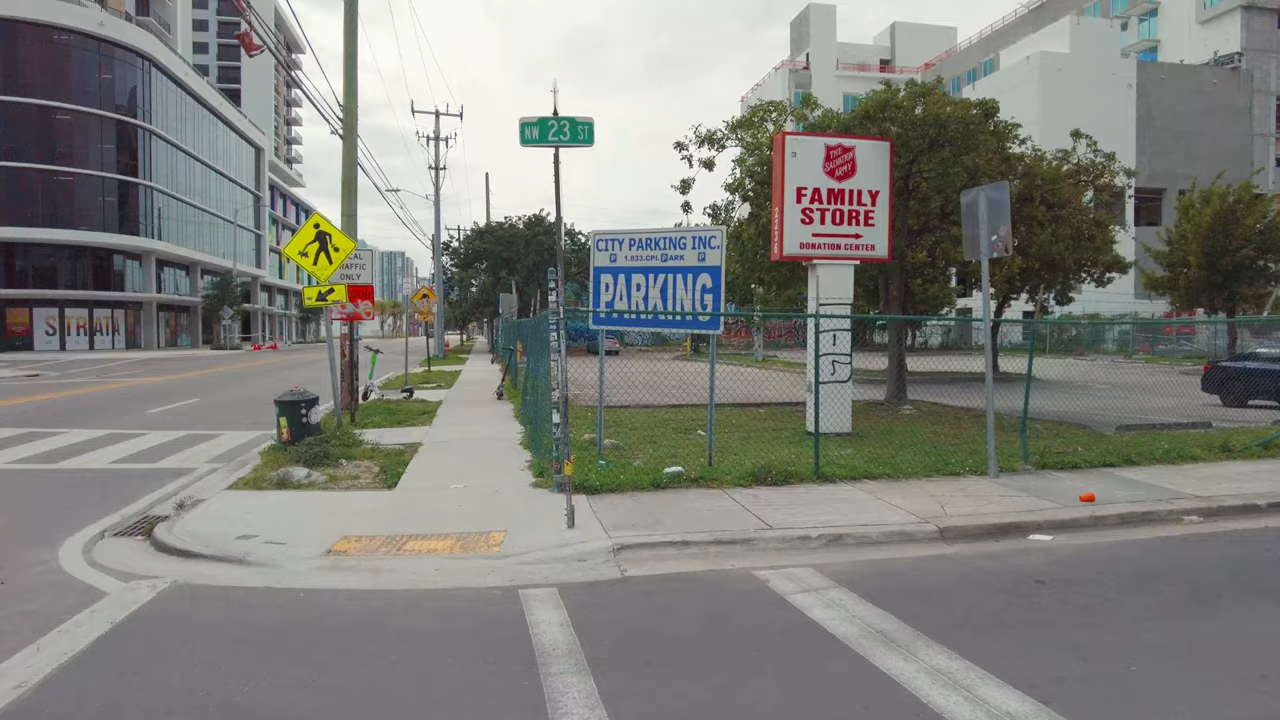 NW 23 ST
THE
SALVATION
ARMY
FAMILY
STORE
DONATION CENTER
CITY PARKING INC.
P 1.833.CPI.PARK P
PARKING
TRAFFIC
ONLY
STRATA